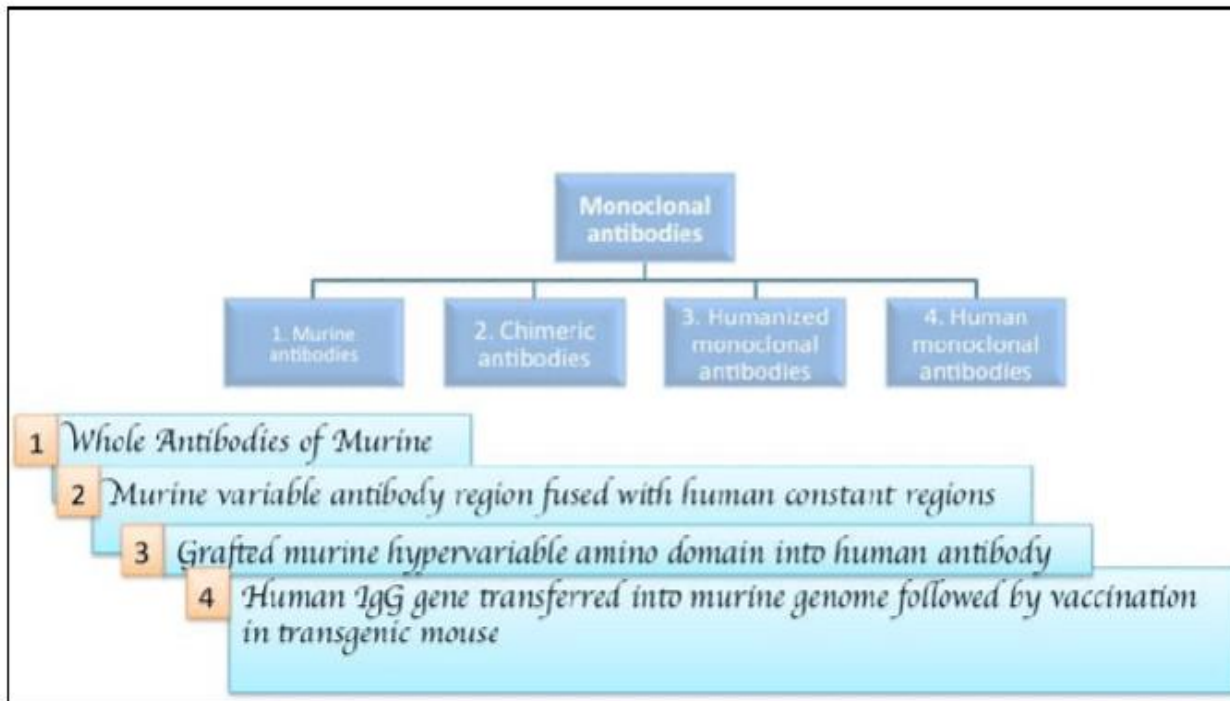 Monoclonal
antibodies
1. Murine
antibodies
2. Chimeric
antibodies
3. Humanized
monoclonal
antibodies
4. Human
monoclonal
antibodies
1 Whole Antibodies of Murine
2 Murine variable antibody region fused with human constant regions
3 Grafted murine hypervariable amino domain into human antibody
4 Human IgG gene transferred into murine genome followed by vaccination
in transgenic mouse